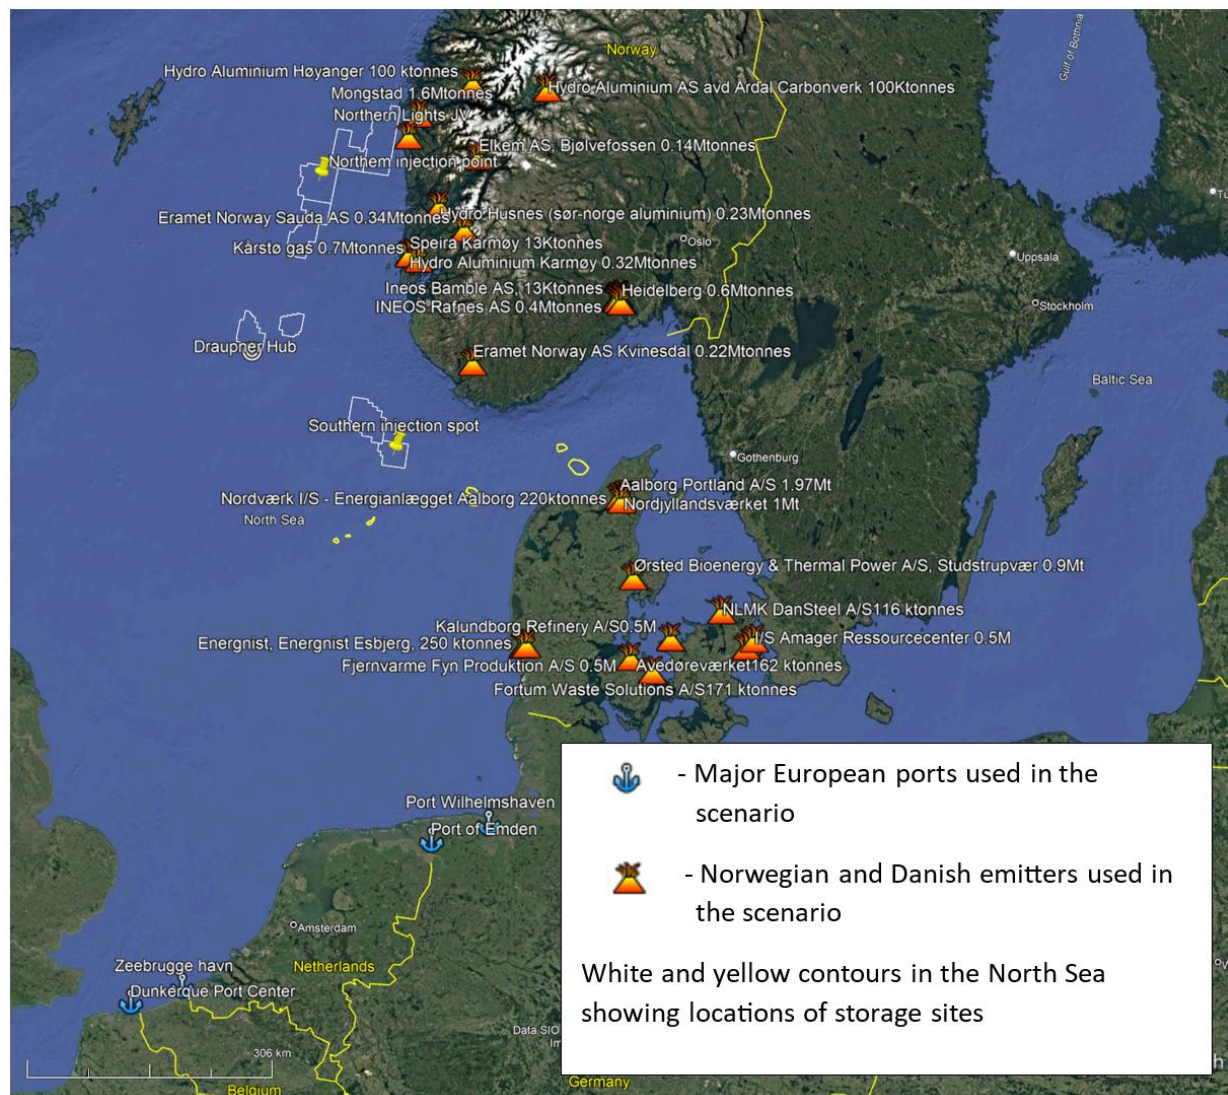 Norway
Gulf of Bothnia
Hydro Aluminium Høyanger 100 ktonnes
Hydro Aluminium AS avd Årdal Carbonverk 100Ktonnes
Mongstad 1.6Mtonnes
Northern Lights JV
Elkem AS, Bjølvefossen 0.14Mtonnes
Northern injection point
Eramet Norway Sauda AS 0.34Mtonnes
Hydro Husnes (sør-norge aluminium) 0.23Mtonnes
Oslo
Kårstø gas 0.7Mtonnes
Speira Karmøy 13Ktonnes
Hydro Aluminium Karmøy 0.32Mtonnes
Uppsala
Ineos Bamble AS, 13Ktonnes
Heidelberg 0.6Mtonnes
INEOS Rafnes AS 0.4Mtonnes
Stockholm
Draupner Hub
Eramet Norway AS Kvinesdal 0.22Mtonnes
Baltic Sea
Southern injection spot
Gothenburg
Aalborg Portland A/S 1.97Mt
Nordværk I/S - Energianlægget Aalborg 220ktonnes
Nordjyllandsværket 1Mt
North Sea
Ørsted Bioenergy & Thermal Power A/S, Studstrupvær 0.9Mt
NLMK DanSteel A/S116 ktonnes
Kalundborg Refinery A/S0.5M
I/S Amager Ressourcecenter 0.5M
Energnist, Energnist Esbjerg, 250 ktonnes
Fjernvarme Fyn Produktion A/S 0.5M
Avedøreværket162 ktonnes
Fortum Waste Solutions A/S171 ktonnes
Port Wilhelmshaven
Port of Emden
Amsterdam
Zeebrugge havn
Netherlands
Dunkerque Port Center
Data SIO
306 km
Belgium
Germany
- Major European ports used in the
scenario
- Norwegian and Danish emitters used in
the scenario
White and yellow contours in the North Sea
showing locations of storage sites